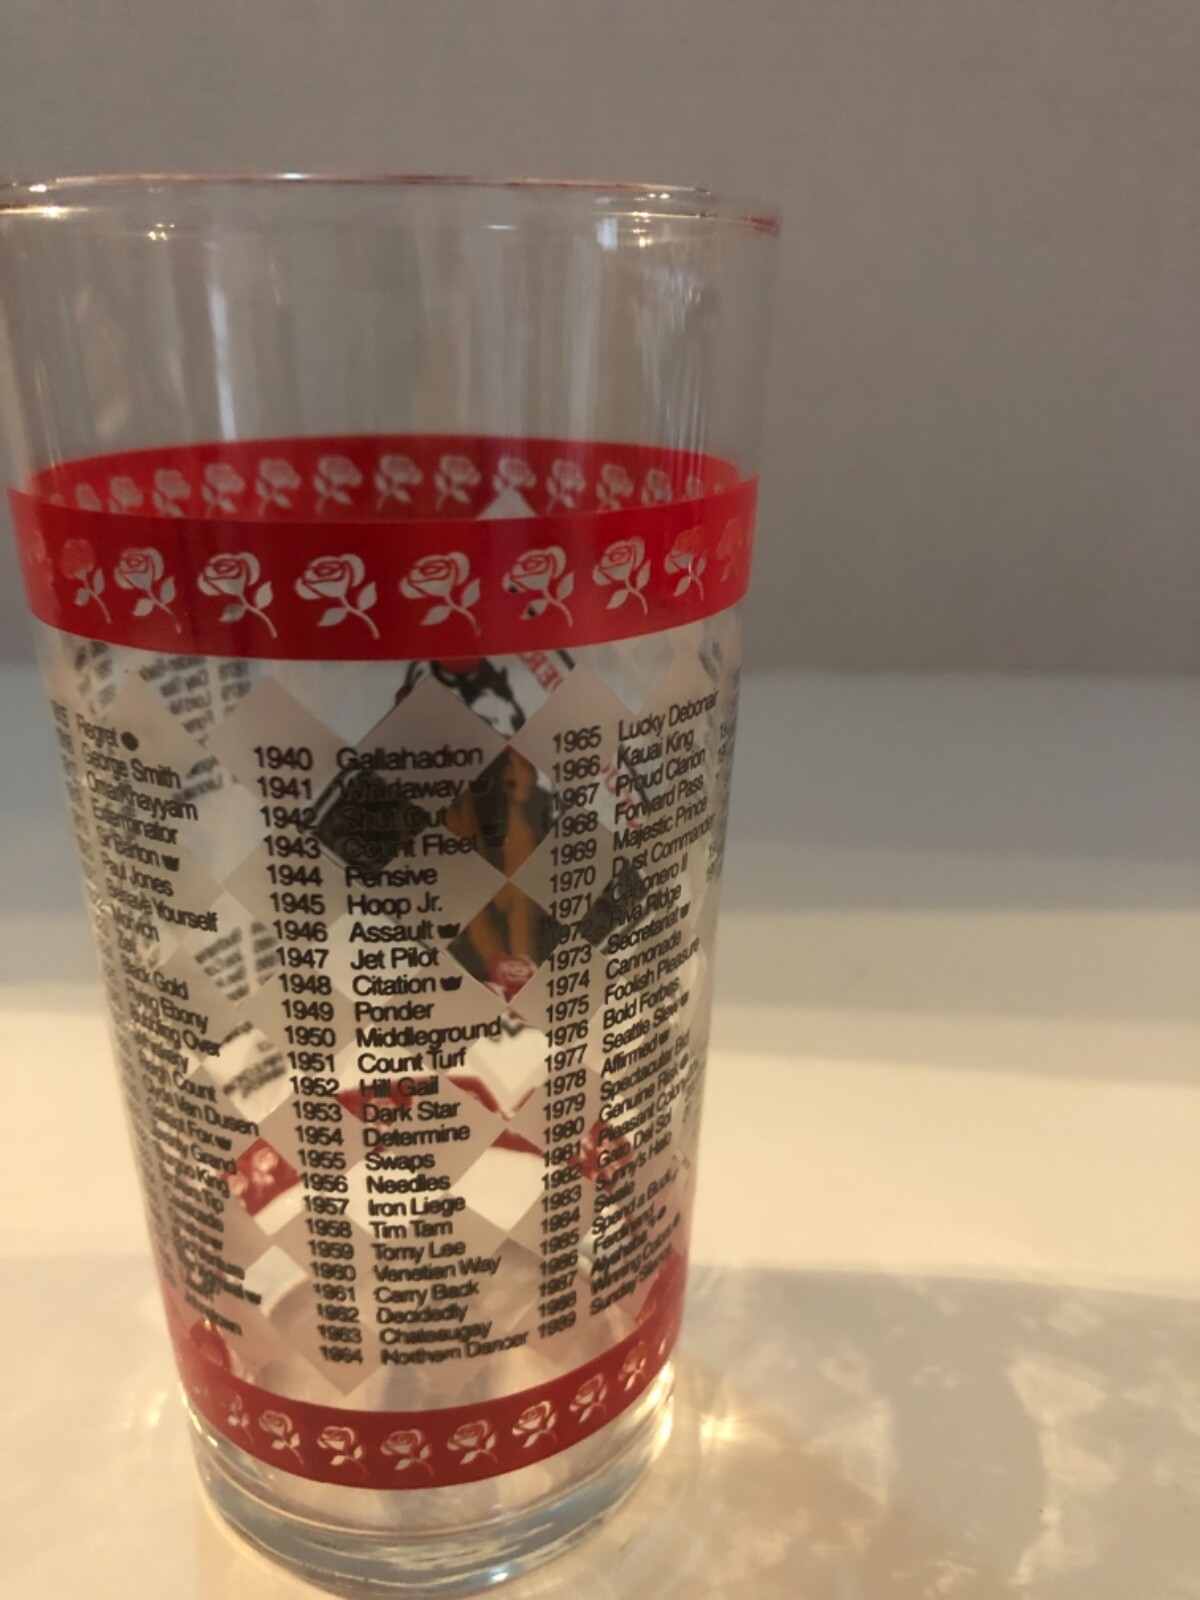 Regret
George Smith
Omar Khayyam
Exterminator
Sir Barton
Paul Jones
Behave Yourself
Morvich
Zev
Black Gold
Flying Ebony
Bubbling Over
Whiskery
Reigh Count
Clyde Van Dusen
Gallant Fox
Twenty Grand
1940 Gallahadion
1941 Whirlaway
1942 Shut Out
1943 Count Fleet
1944 Pensive
1945 Hoop Jr.
1946 Assault
1947 Jet Pilot
1948 Citation
1949 Ponder
1950 Middleground
1951 Count Turf
1952 Hill Gail
1953 Dark Star
1954 Determine
1955 Swaps
1956 Needles
1957 Iron Liege
1958 Tim Tam
1959 Tomy Lee
1960 Venetian Way
1961 Carry Back
1962 Decidedly
1963 Chateaugay
1964 Northern Dancer
1965 Lucky Debonair
1966 Kauai King
1967 Proud Clarion
1968 Forward Pass
1969 Majestic Prince
1970 Dust Commander
1971 Canonero II
1972 Riva Ridge
1973 Secretariat
1974 Cannonade
1975 Foolish Pleasure
1976 Bold Forbes
1977 Seattle Slew
1978 Affirmed
1979 Spectacular Bid
1980 Genuine Risk
1981 Pleasant Colony
1982 Gato Del Sol
1983 Sunny's Halo
1984 Swale
1985 Spend a Buck
1986 Ferdinand
1987 Alysheba
1988 Winning Colors
1989 Sunday Silence